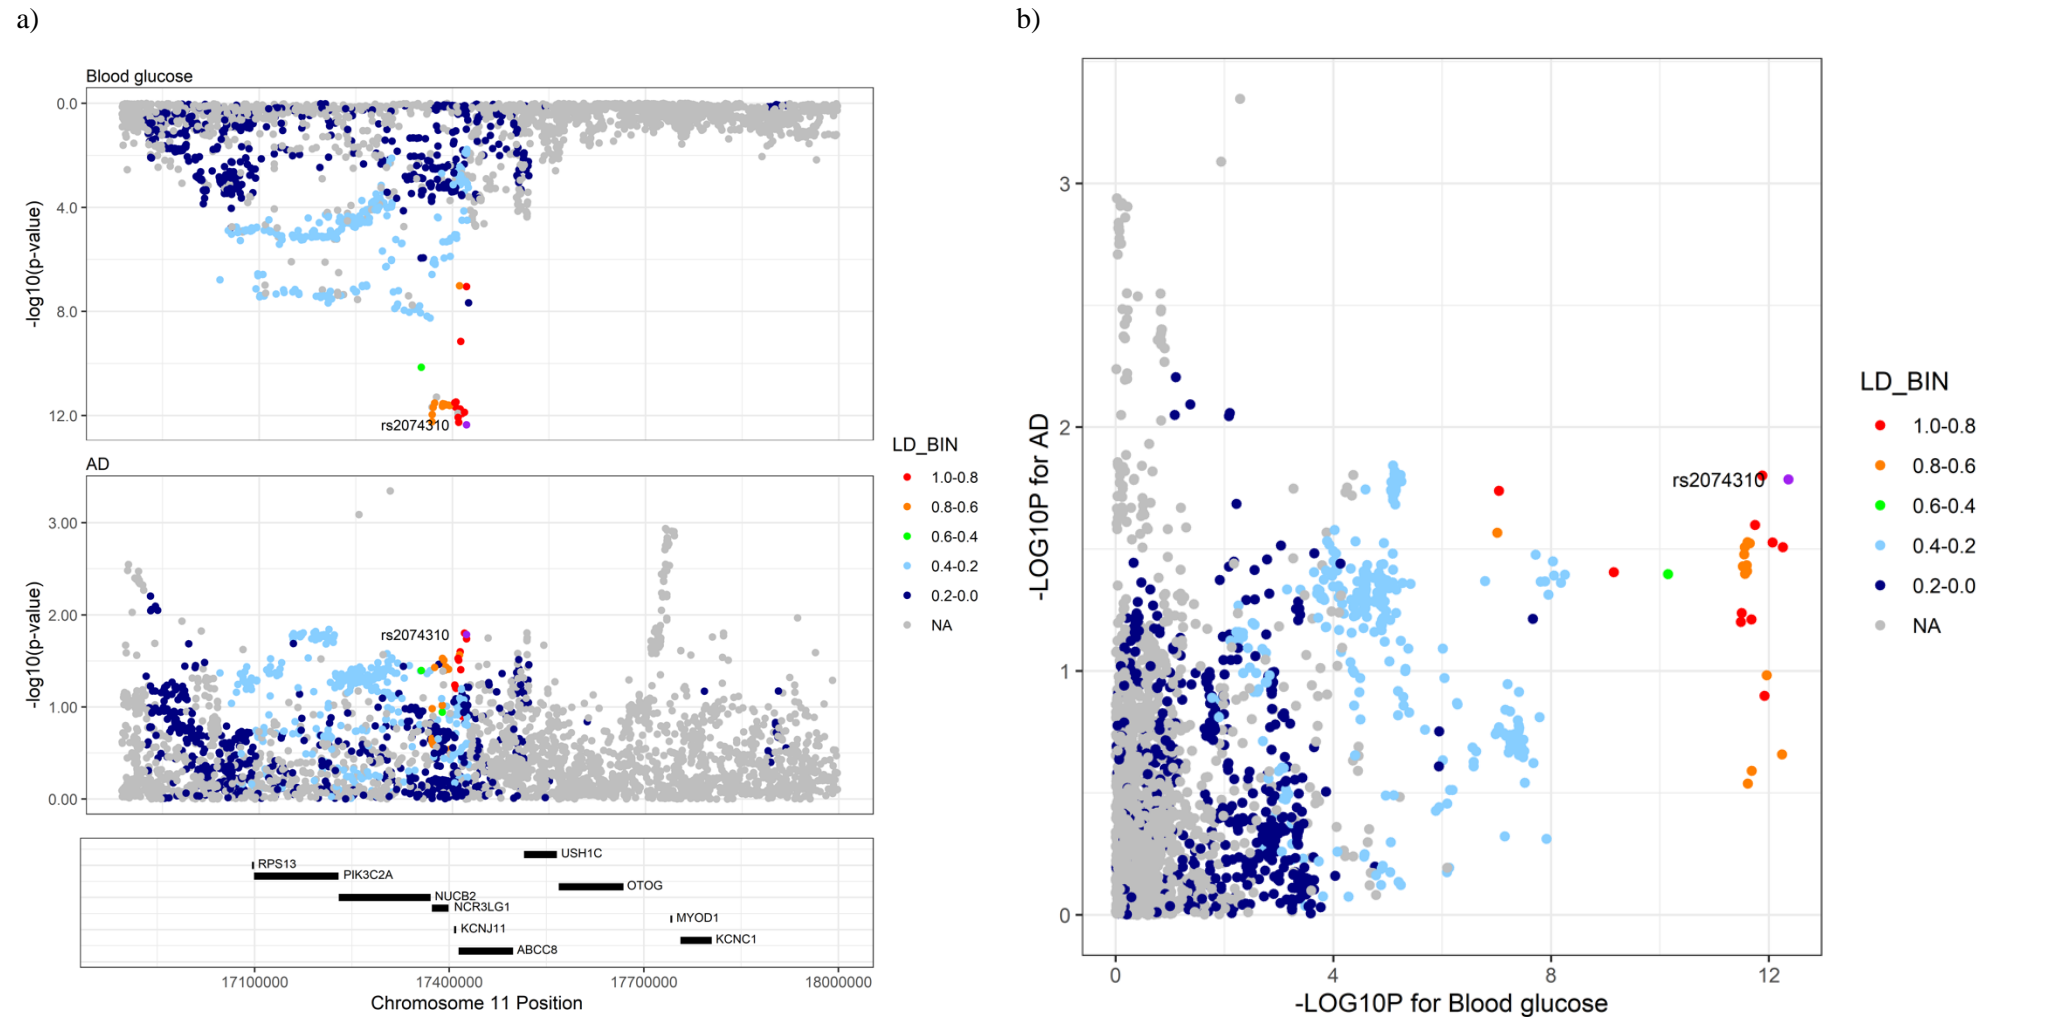 a)
Blood glucose
0.0
4.0
8.0
12.0
-log10(p-value)
rs2074310
AD
3.00
2.00
1.00
0.00
-log10(p-value)
rs2074310
LD_BIN
1.0-0.8
0.8-0.6
0.6-0.4
0.4-0.2
0.2-0.0
NA
USH1C
RPS13
PIK3C2A
OTOG
NUCB2
NCR3LG1
MYOD1
KCNJ11
KCNC1
ABCC8
17100000 17400000 17700000 18000000
Chromosome 11 Position
b)
3
2
1
0
-LOG10P for AD
rs2074310
0 4 8 12
-LOG10P for Blood glucose
LD_BIN
1.0-0.8
0.8-0.6
0.6-0.4
0.4-0.2
0.2-0.0
NA